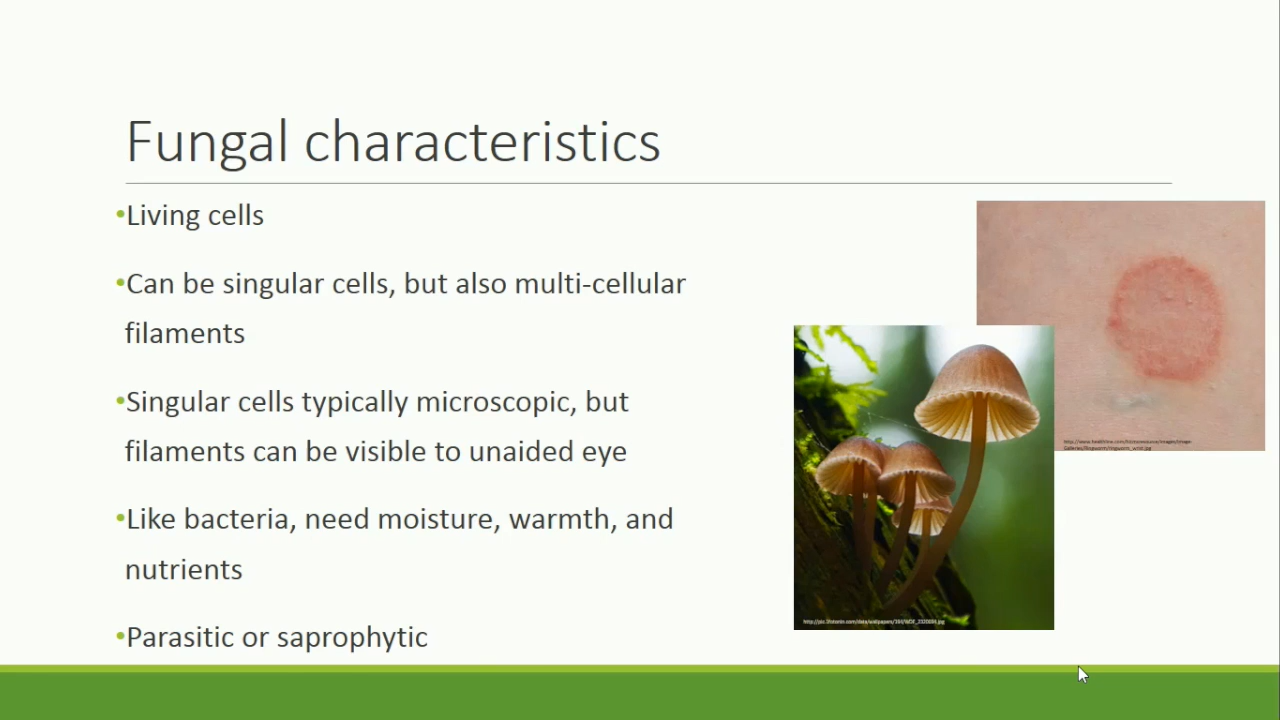 Fungal characteristics
•Living cells
•Can be singular cells, but also multi-cellular
filaments
•Singular cells typically microscopic, but
filaments can be visible to unaided eye
•Like bacteria, need moisture, warmth, and
nutrients
•Parasitic or saprophytic